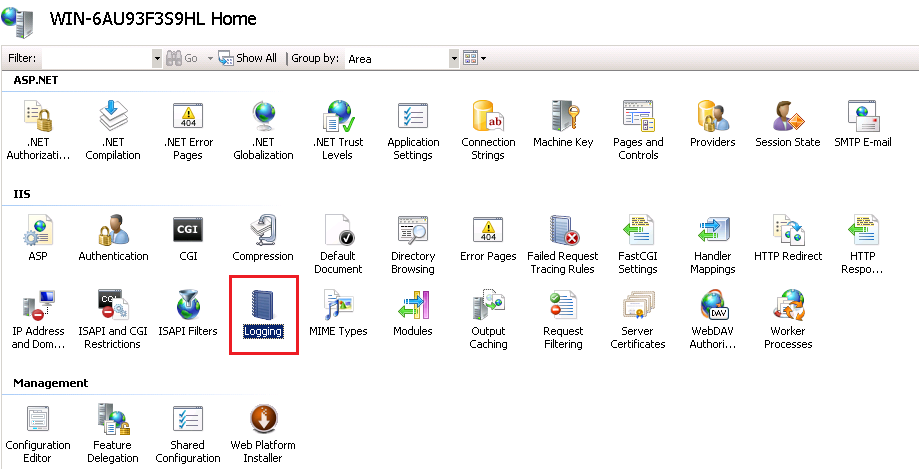 WIN-6AU93F3S9HL Home
Filter: Go Show All Group by: Area
ASP.NET
.NET Authorizati... .NET Compilation .NET Error Pages .NET Globalization .NET Trust Levels Application Settings Connection Strings Machine Key Pages and Controls Providers Session State SMTP E-mail
IIS
ASP Authentication CGI Compression Default Document Directory Browsing Error Pages Failed Request Tracing Rules FastCGI Settings Handler Mappings HTTP Redirect HTTP Respo...
IP Address and Dom... ISAPI and CGI Restrictions ISAPI Filters Logging MIME Types Modules Output Caching Request Filtering Server Certificates WebDAV Authori... Worker Processes
Management
Configuration Editor Feature Delegation Shared Configuration Web Platform Installer